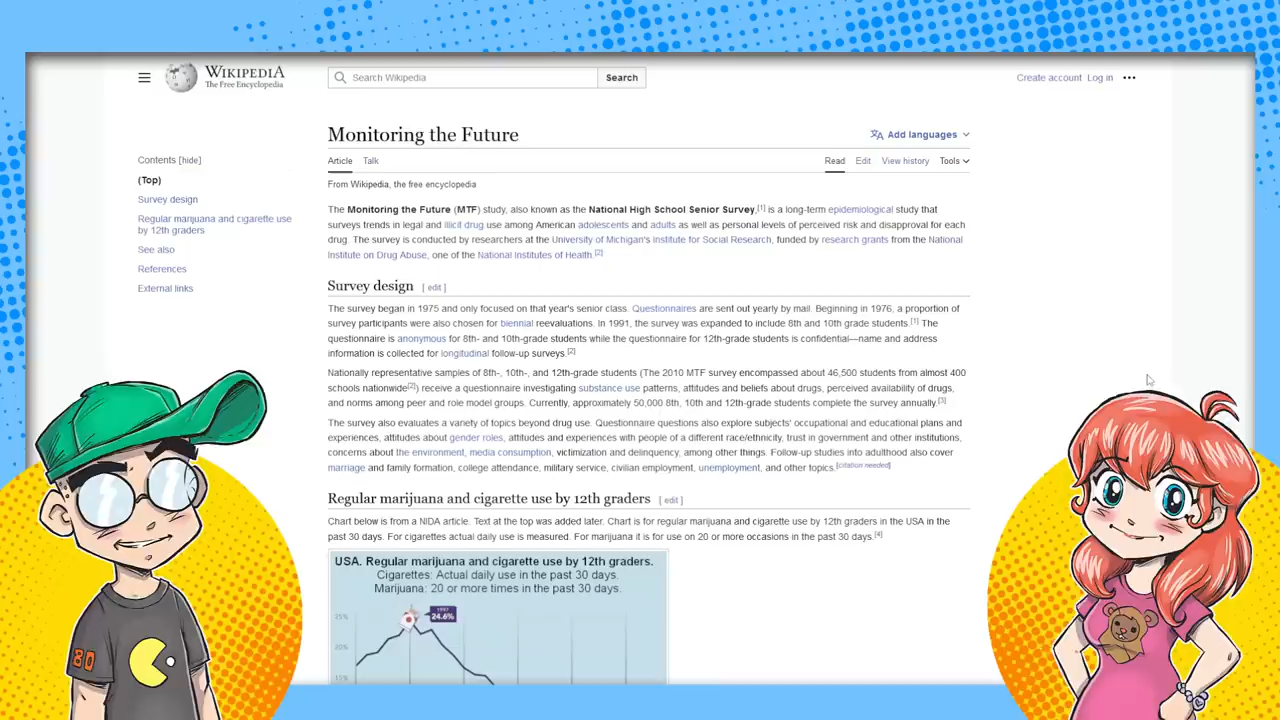 WIKIPEDIA
The Free Encyclopedia
Search Wikipedia
Search
Create account Log in
Monitoring the Future
Add languages
Contents [hide]
Article Talk
Read Edit View history Tools
(Top)
From Wikipedia, the free encyclopedia
Survey design
Regular marijuana and cigarette use
by 12th graders
See also
References
External links
The Monitoring the Future (MTF) study, also known as the National High School Senior Survey,[1] is a long-term epidemiological study that
surveys trends in legal and illicit drug use among American adolescents and adults as well as personal levels of perceived risk and disapproval for each
drug. The survey is conducted by researchers at the University of Michigan's Institute for Social Research, funded by research grants from the National
Institute on Drug Abuse, one of the National Institutes of Health.[2]
Survey design [ edit ]
The survey began in 1975 and only focused on that year's senior class. Questionnaires are sent out yearly by mail. Beginning in 1976, a proportion of
survey participants were also chosen for biennial reevaluations. In 1991, the survey was expanded to include 8th and 10th grade students.[1] The
questionnaire is anonymous for 8th- and 10th-grade students while the questionnaire for 12th-grade students is confidential—name and address
information is collected for longitudinal follow-up surveys.[2]
Nationally representative samples of 8th-, 10th-, and 12th-grade students (The 2010 MTF survey encompassed about 46,500 students from almost 400
schools nationwide[2]) receive a questionnaire investigating substance use patterns, attitudes and beliefs about drugs, perceived availability of drugs,
and norms among peer and role model groups. Currently, approximately 50,000 8th, 10th and 12th-grade students complete the survey annually.[3]
The survey also evaluates a variety of topics beyond drug use. Questionnaire questions also explore subjects' occupational and educational plans and
experiences, attitudes about gender roles, attitudes and experiences with people of a different race/ethnicity, trust in government and other institutions,
concerns about the environment, media consumption, victimization and delinquency, among other things. Follow-up studies into adulthood also cover
marriage and family formation, college attendance, military service, civilian employment, unemployment, and other topics.[citation needed]
Regular marijuana and cigarette use by 12th graders [ edit ]
Chart below is from a NIDA article. Text at the top was added later. Chart is for regular marijuana and cigarette use by 12th graders in the USA in the
past 30 days. For cigarettes actual daily use is measured. For marijuana it is for use on 20 or more occasions in the past 30 days.[4]
USA. Regular marijuana and cigarette use by 12th graders.
Cigarettes: Actual daily use in the past 30 days.
Marijuana: 20 or more times in the past 30 days.
25%
1997
24.6%
20%
15%
80